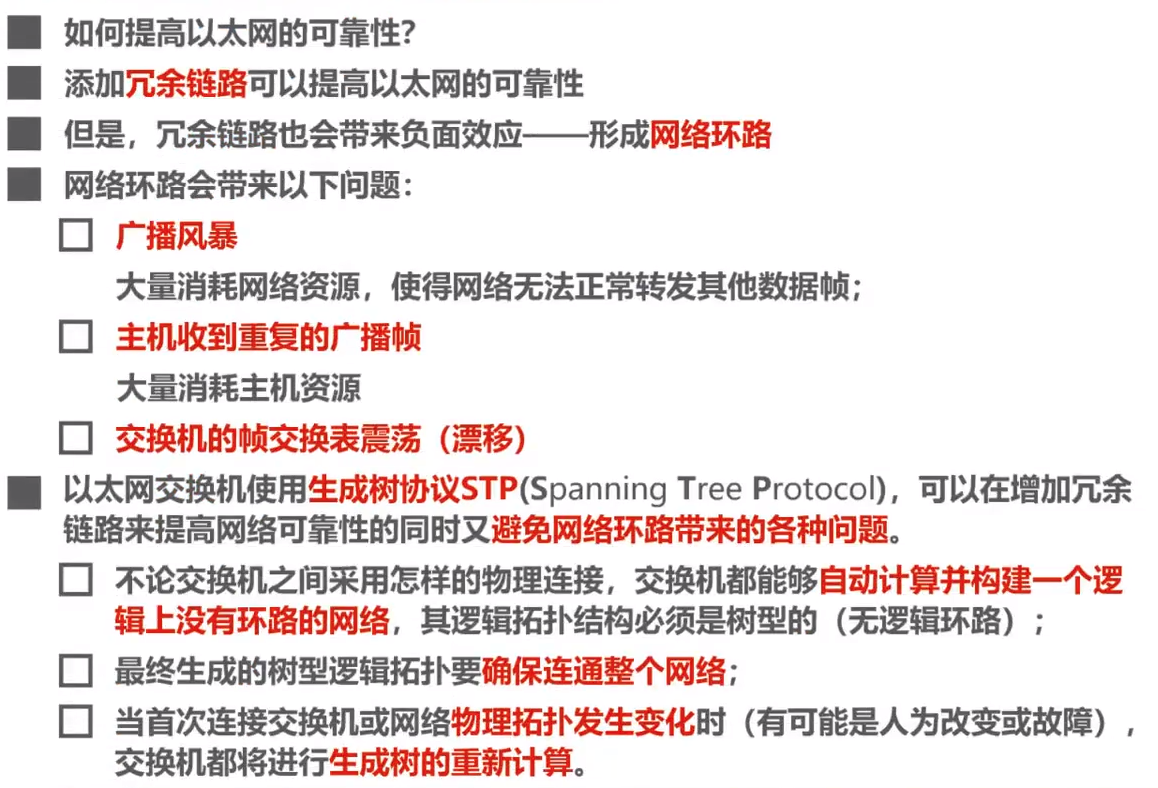 如何提高以太网的可靠性?
添加冗余链路可以提高以太网的可靠性
但是，冗余链路也会带来负面效应——形成网络环路
网络环路会带来以下问题：
广播风暴
大量消耗网络资源，使得网络无法正常转发其他数据帧；
主机收到重复的广播帧
大量消耗主机资源
交换机的帧交换表震荡（漂移）
以太网交换机使用生成树协议STP(Spanning Tree Protocol)，可以在增加冗余
链路来提高网络可靠性的同时又避免网络环路带来的各种问题。
不论交换机之间采用怎样的物理连接，交换机都能够自动计算并构建一个逻
辑上没有环路的网络，其逻辑拓扑结构必须是树型的（无逻辑环路）；
最终生成的树型逻辑拓扑要确保连通整个网络；
当首次连接交换机或网络物理拓扑发生变化时（有可能是人为改变或故障），
交换机都将进行生成树的重新计算。